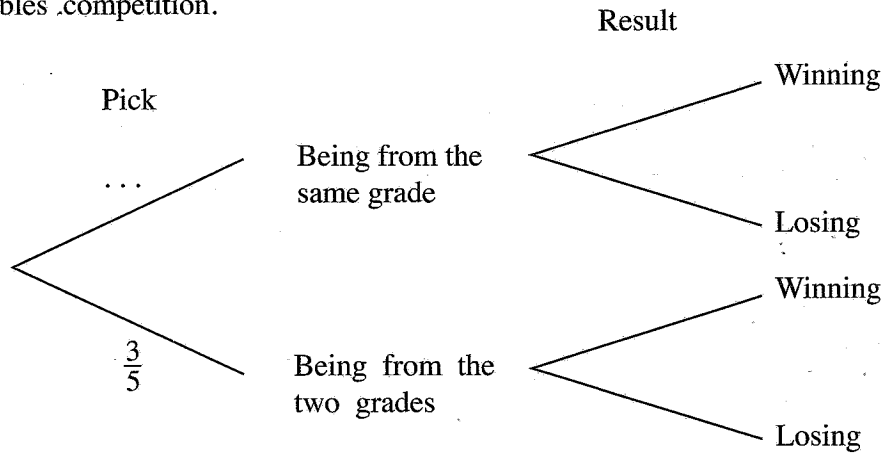 bles competition.
Result
Pick
Winning
...
Being from the
same grade
Losing
Winning
3/5
Being from the
two grades
Losing